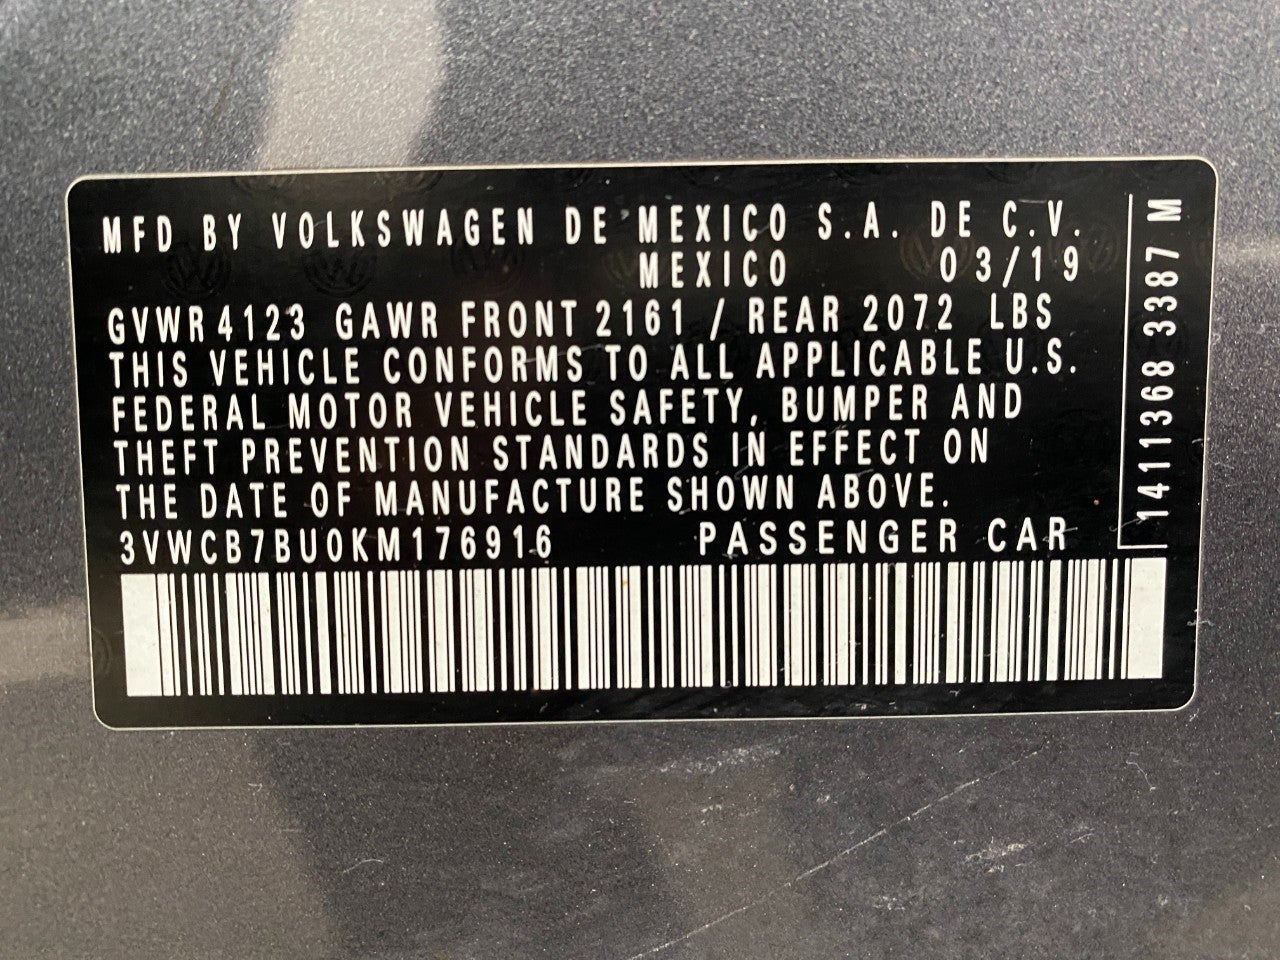 MFD BY VOLKSWAGEN DE MEXICO S.A. DE C.V.
MEXICO 03/19
GVWR 4123 GAWR FRONT 2161 / REAR 2072 LBS
THIS VEHICLE CONFORMS TO ALL APPLICABLE U.S.
FEDERAL MOTOR VEHICLE SAFETY, BUMPER AND
THEFT PREVENTION STANDARDS IN EFFECT ON
THE DATE OF MANUFACTURE SHOWN ABOVE.
3VWCB7BU0KM176916 PASSENGER CAR
1411368 3387 M